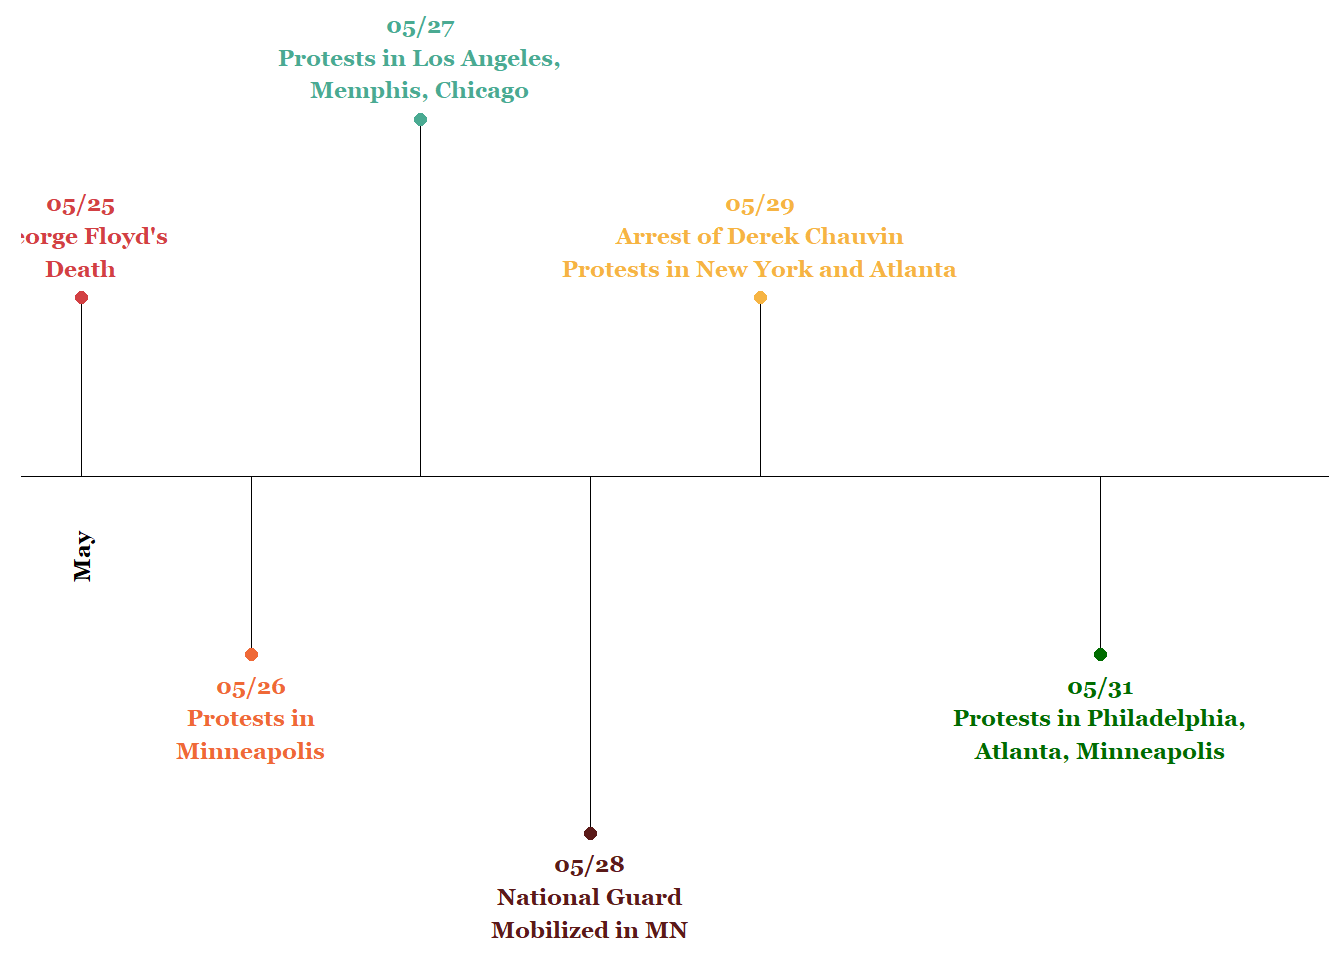 05/27
Protests in Los Angeles,
Memphis, Chicago
05/25
eorge Floyd's
Death
05/29
Arrest of Derek Chauvin
Protests in New York and Atlanta
May
05/26
Protests in
Minneapolis
05/31
Protests in Philadelphia,
Atlanta, Minneapolis
05/28
National Guard
Mobilized in MN